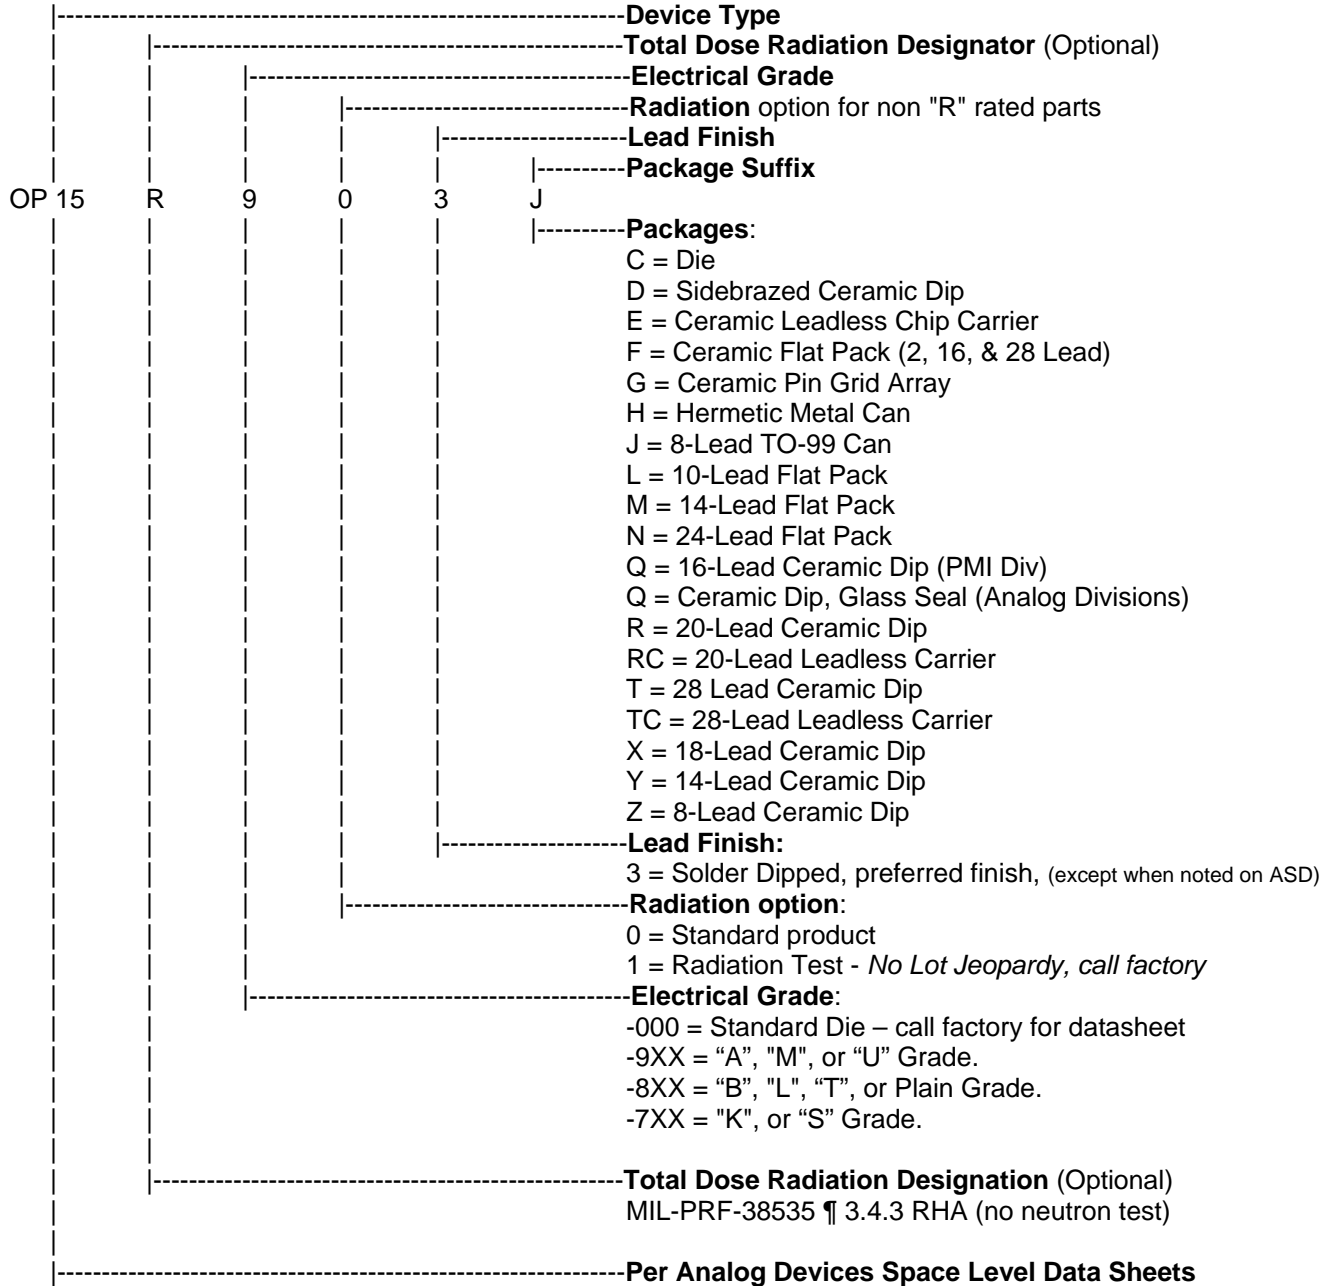 Device Type
Total Dose Radiation Designator (Optional)
Electrical Grade
Radiation option for non "R" rated parts
Lead Finish
Package Suffix
OP 15 R 9 0 3 J
Packages:
C = Die
D = Sidebrazed Ceramic Dip
E = Ceramic Leadless Chip Carrier
F = Ceramic Flat Pack (2, 16, & 28 Lead)
G = Ceramic Pin Grid Array
H = Hermetic Metal Can
J = 8-Lead TO-99 Can
L = 10-Lead Flat Pack
M = 14-Lead Flat Pack
N = 24-Lead Flat Pack
Q = 16-Lead Ceramic Dip (PMI Div)
Q = Ceramic Dip, Glass Seal (Analog Divisions)
R = 20-Lead Ceramic Dip
RC = 20-Lead Leadless Carrier
T = 28 Lead Ceramic Dip
TC = 28-Lead Leadless Carrier
X = 18-Lead Ceramic Dip
Y = 14-Lead Ceramic Dip
Z = 8-Lead Ceramic Dip
Lead Finish:
3 = Solder Dipped, preferred finish, (except when noted on ASD)
Radiation option:
0 = Standard product
1 = Radiation Test - No Lot Jeopardy, call factory
Electrical Grade:
-000 = Standard Die – call factory for datasheet
-9XX = “A”, "M", or “U” Grade.
-8XX = “B”, "L", “T”, or Plain Grade.
-7XX = "K", or “S” Grade.
Total Dose Radiation Designation (Optional)
MIL-PRF-38535 ¶ 3.4.3 RHA (no neutron test)
Per Analog Devices Space Level Data Sheets